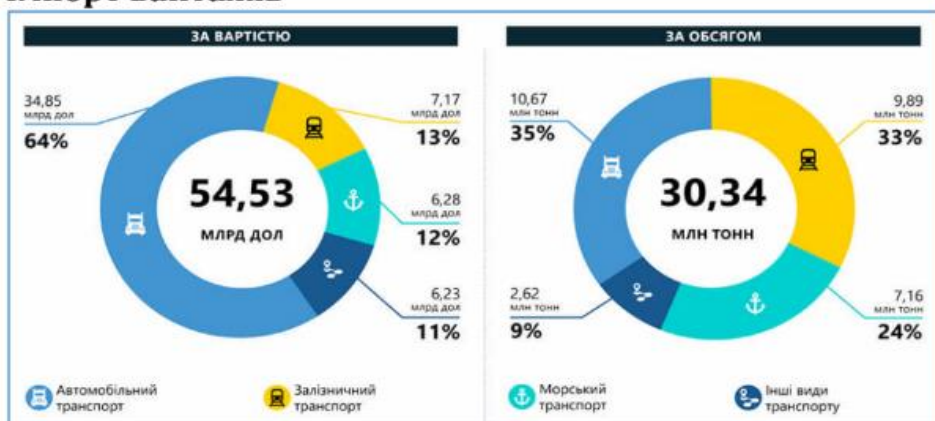 ЗА ВАРТІСТЮ
34,85
млрд дол
64%
7,17
млрд дол
13%
54,53
МЛРД ДОЛ
6,28
млрд дол
12%
6,23
млрд дол
11%
ЗА ОБСЯГОМ
10,67
млн тонн
35%
9,89
млн тонн
33%
30,34
МЛН ТОНН
2,62
млн тонн
9%
7,16
млн тонн
24%
Автомобільний
транспорт
Залізничний
транспорт
Морський
транспорт
Інші види
транспорту